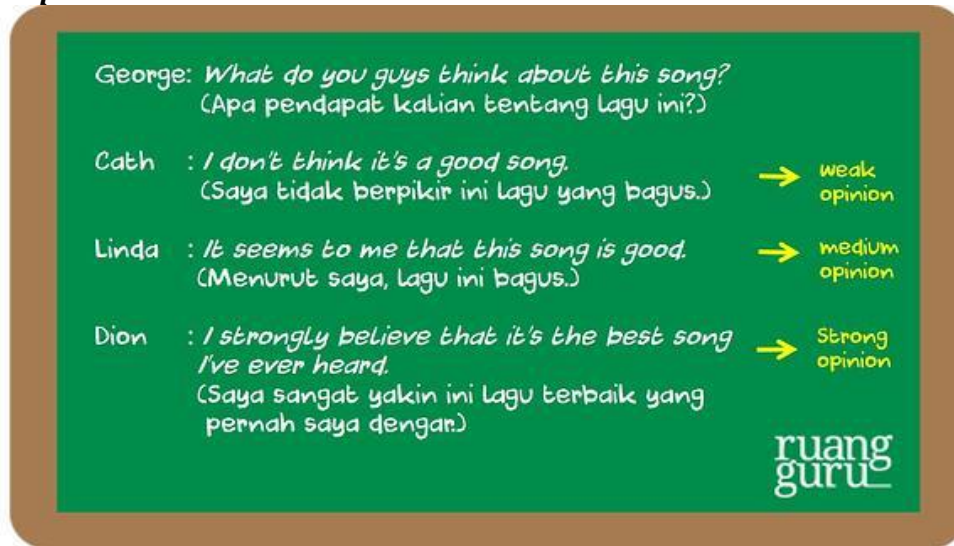 George: What do you guys think about this song?
(Apa pendapat kalian tentang lagu ini?)
Cath : I don't think it's a good song.
(Saya tidak berpikir ini lagu yang bagus.)
→ weak
opinion
Linda : It seems to me that this song is good.
(Menurut saya, lagu ini bagus.)
→ medium
opinion
Dion : I strongly believe that it's the best song
I've ever heard.
(Saya sangat yakin ini lagu terbaik yang
pernah saya dengar.)
→ Strong
opinion
ruang
guru